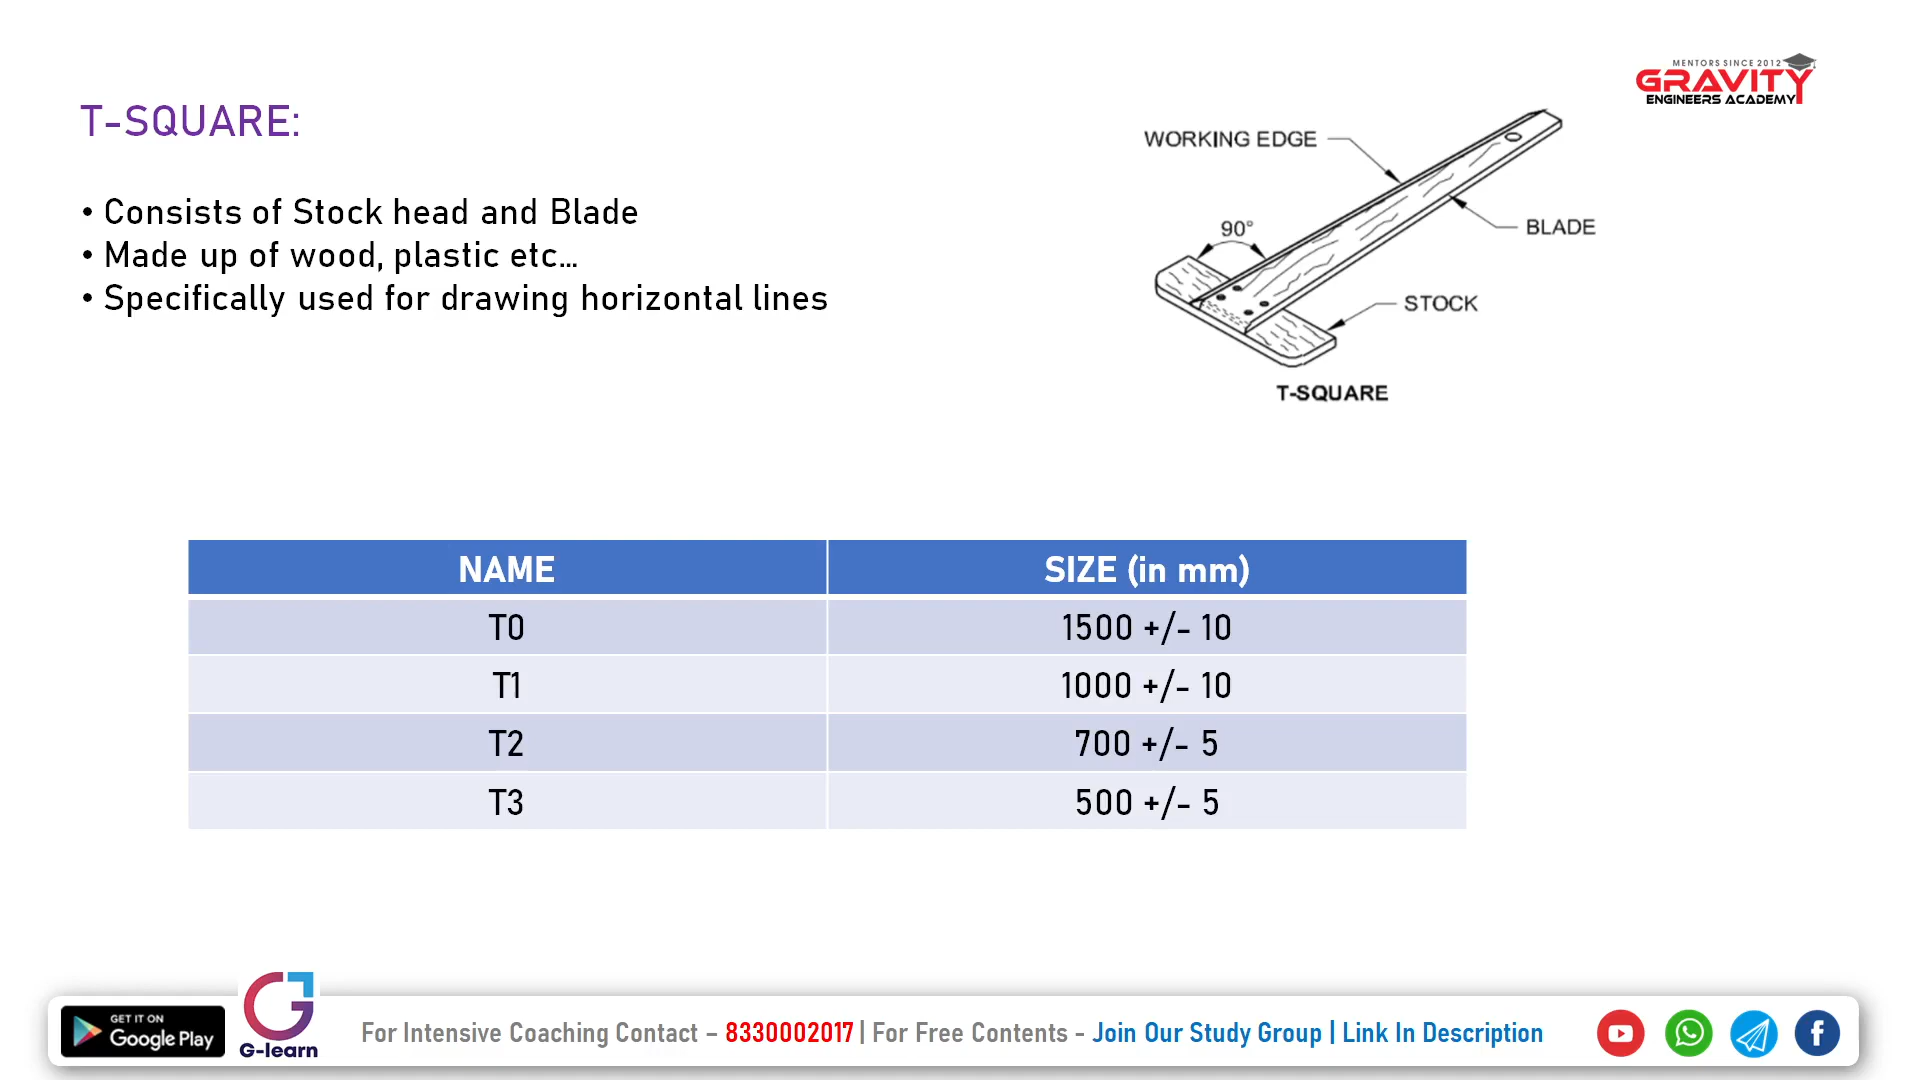 MENTORS SINCE 2012
GRAVITY
ENGINEERS ACADEMY
T-SQUARE:
• Consists of Stock head and Blade
• Made up of wood, plastic etc...
• Specifically used for drawing horizontal lines
WORKING EDGE
90°
BLADE
STOCK
T-SQUARE
NAME SIZE (in mm)
T0 1500 +/- 10
T1 1000 +/- 10
T2 700 +/- 5
T3 500 +/- 5
GET IT ON
Google Play
G-learn
For Intensive Coaching Contact – 8330002017 | For Free Contents - Join Our Study Group | Link In Description